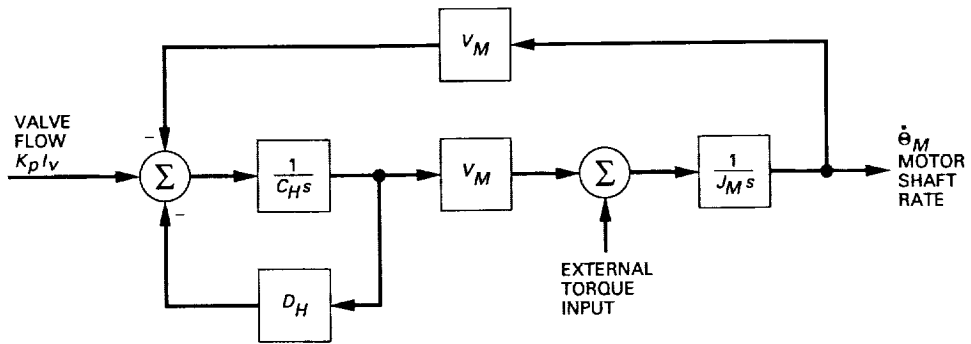 V_M
VALVE
FLOW
K_p I_v
−
Σ
−
1
C_H s
V_M
Σ
1
J_M s
θ̇_M
MOTOR
SHAFT
RATE
D_H
EXTERNAL
TORQUE
INPUT